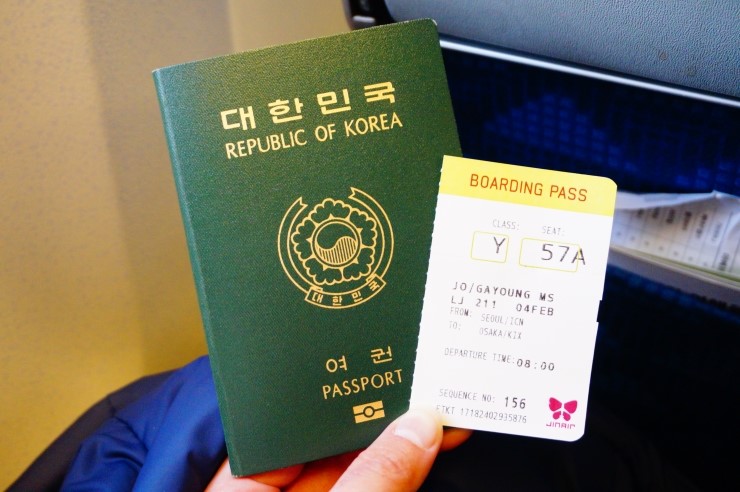 대한민국
REPUBLIC OF KOREA
대한민국
여권
PASSPORT
BOARDING PASS
CLASS: SEAT:
Y 57A
JO/GAYOUNG MS
LJ 211 04FEB
FROM: SEOUL/ICN
TO: OSAKA/KIX
DEPARTURE TIME: 08:00
SEQUENCE NO: 156
ETKT 17182402935876
JINAIR